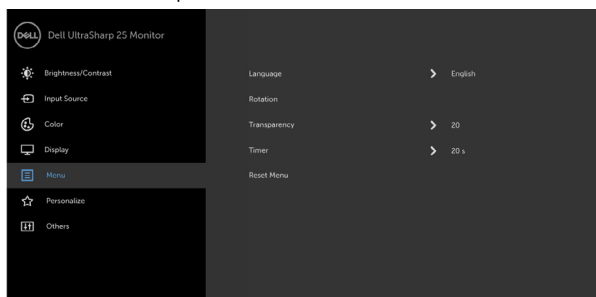 DELL Dell UltraSharp 25 Monitor
Brightness/Contrast
Input Source
Color
Display
Menu
Personalize
Others
Language English
Rotation
Transparency 20
Timer 20 s
Reset Menu